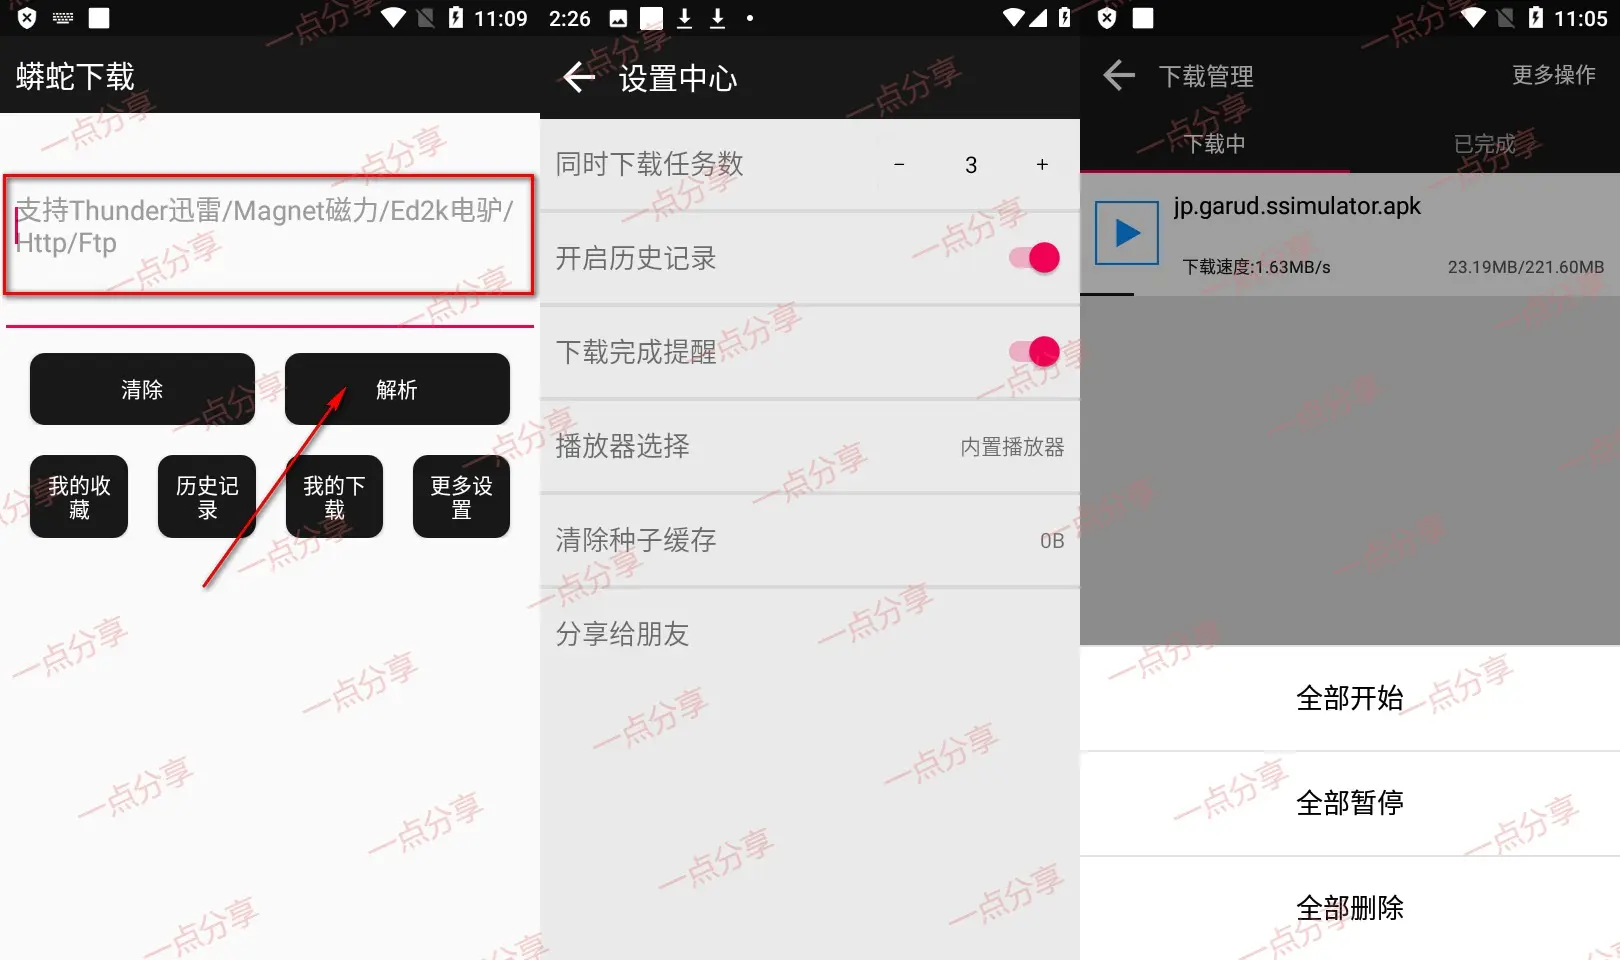 11:09
蟒蛇下载
支持Thunder迅雷/Magnet磁力/Ed2k电驴/
Http/Ftp
清除
解析
我的收
藏
历史记
录
我的下
载
更多设
置
2:26
设置中心
同时下载任务数
－ 3 +
开启历史记录
下载完成提醒
播放器选择 内置播放器
清除种子缓存 0B
分享给朋友
11:05
下载管理 更多操作
下载中 已完成
jp.garud.ssimulator.apk
下载速度:1.63MB/s 23.19MB/221.60MB
全部开始
全部暂停
全部删除
一点分享